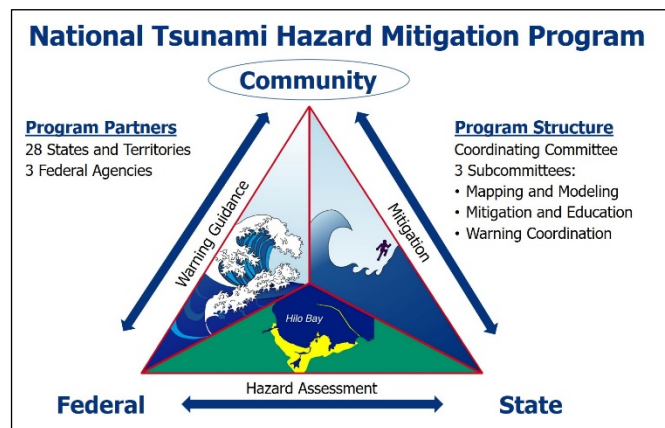 National Tsunami Hazard Mitigation Program
Community
Program Partners
28 States and Territories
3 Federal Agencies
Program Structure
Coordinating Committee
3 Subcommittees:
• Mapping and Modeling
• Mitigation and Education
• Warning Coordination
Warning Guidance
Mitigation
Hilo Bay
Hazard Assessment
Federal
State